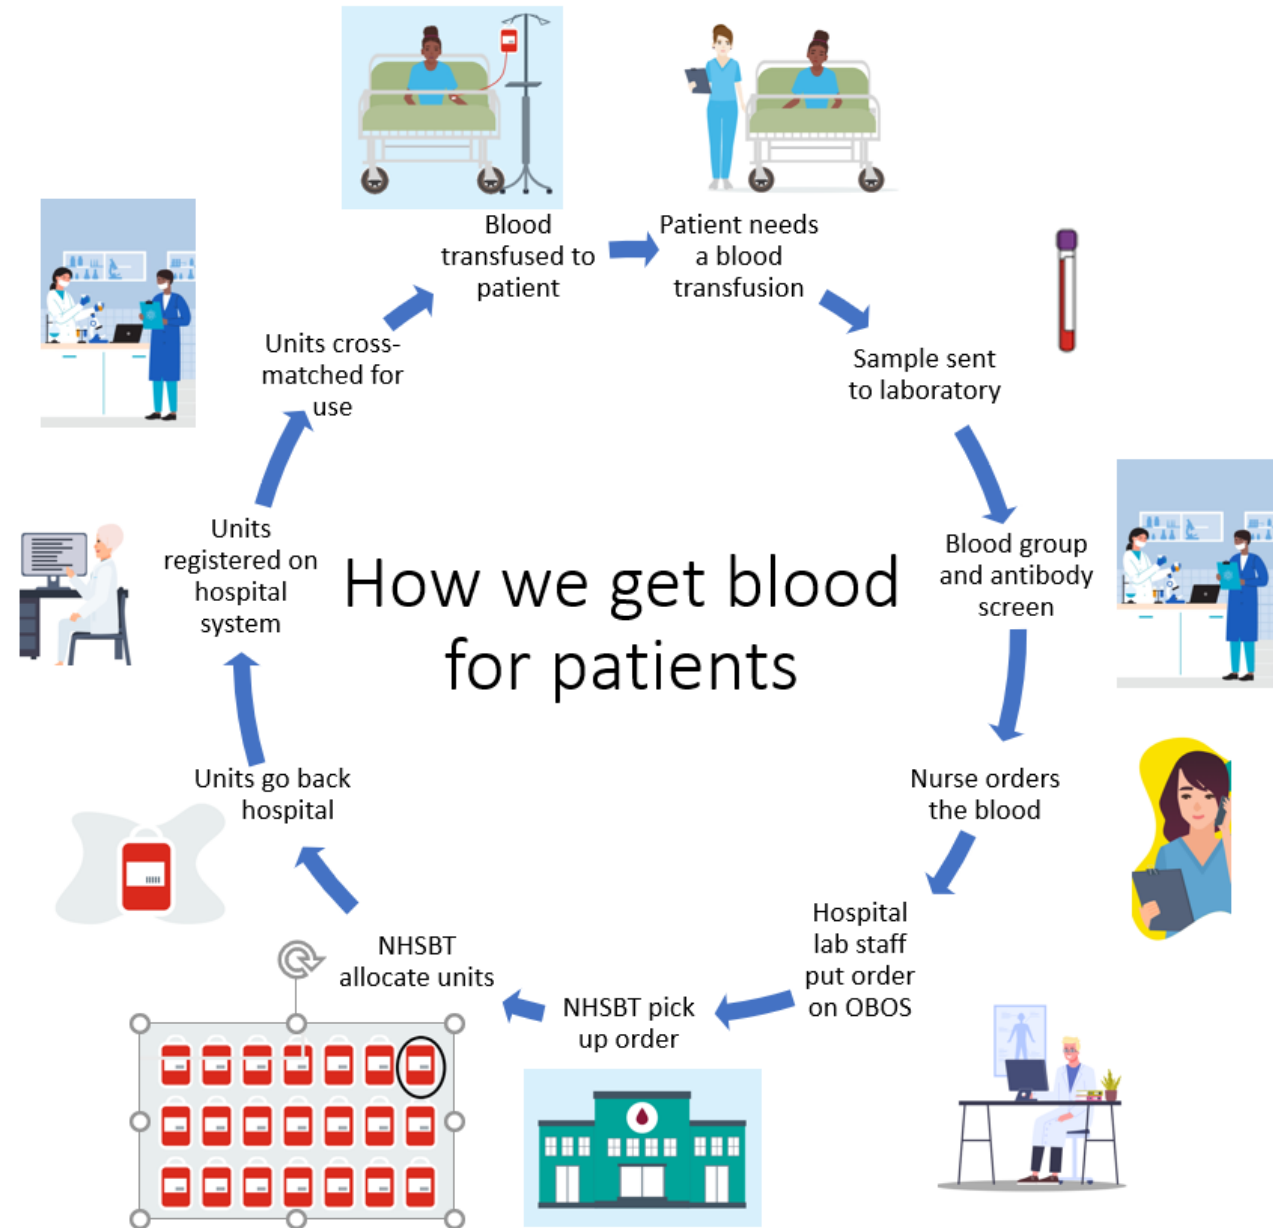 How we get blood
for patients
Patient needs
a blood
transfusion
Sample sent
to laboratory
Blood group
and antibody
screen
Nurse orders
the blood
Hospital
lab staff
put order
on OBOS
NHSBT pick
up order
NHSBT
allocate units
Units go back
hospital
Units
registered on
hospital
system
Units cross-
matched for
use
Blood
transfused to
patient